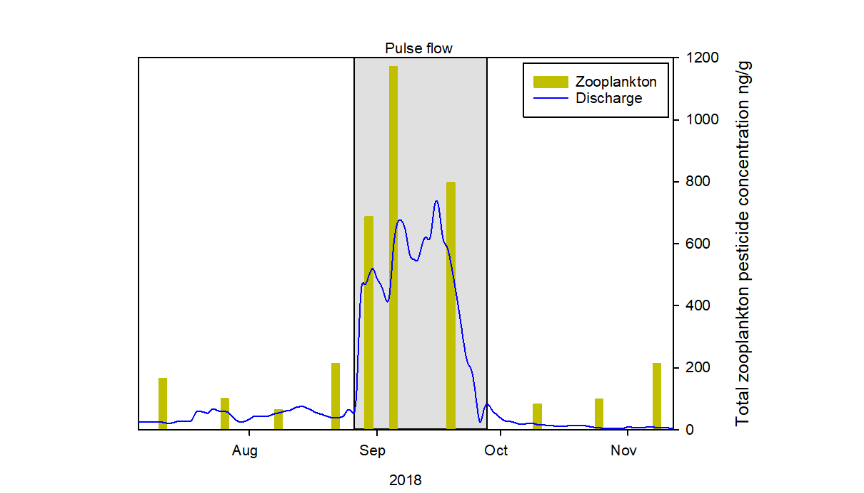 Pulse flow
Zooplankton
Discharge
1200
1000
800
600
400
200
0
Total zooplankton pesticide concentration ng/g
Aug Sep Oct Nov
2018